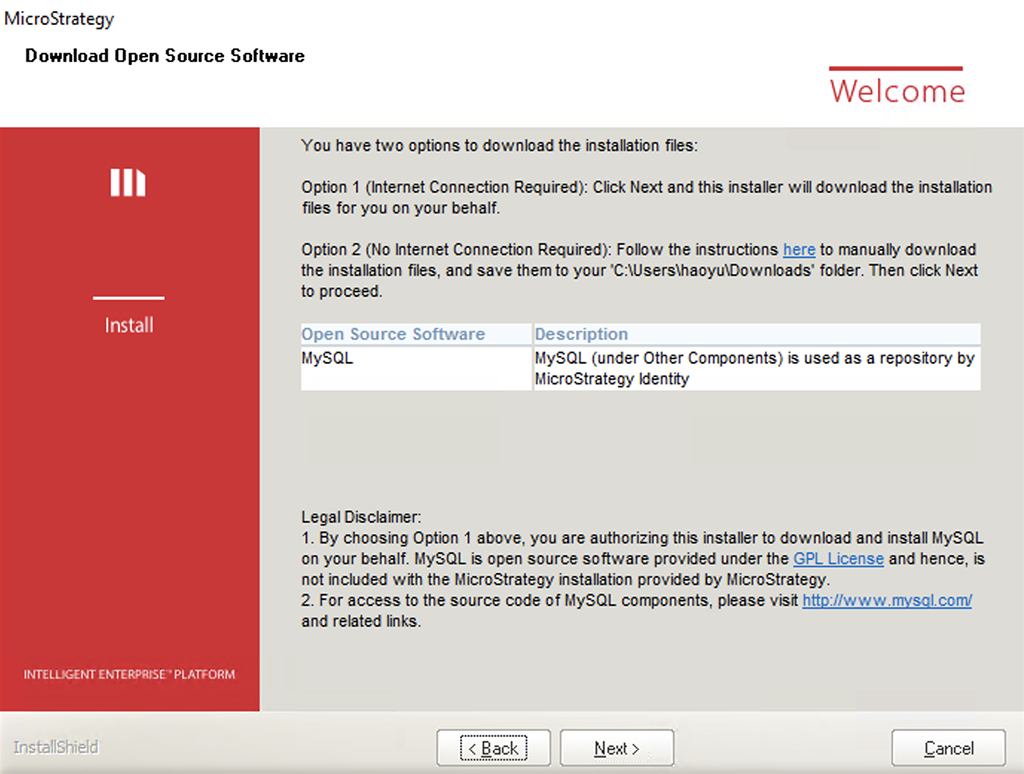 MicroStrategy
Download Open Source Software
Welcome
You have two options to download the installation files:
Option 1 (Internet Connection Required): Click Next and this installer will download the installation
files for you on your behalf.
Option 2 (No Internet Connection Required): Follow the instructions here to manually download
the installation files, and save them to your 'C:\Users\haoyu\Downloads' folder. Then click Next
to proceed.
Install
Open Source Software Description
MySQL MySQL (under Other Components) is used as a repository by
MicroStrategy Identity
Legal Disclaimer:
1. By choosing Option 1 above, you are authorizing this installer to download and install MySQL
on your behalf. MySQL is open source software provided under the GPL License and hence, is
not included with the MicroStrategy installation provided by MicroStrategy.
2. For access to the source code of MySQL components, please visit http://www.mysql.com/
and related links.
INTELLIGENT ENTERPRISE™ PLATFORM
InstallShield
< Back
Next >
Cancel